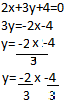 2x+3y+4=0
3y=-2x-4
y= -2 x -4
3
y= -2 x -4
3 3